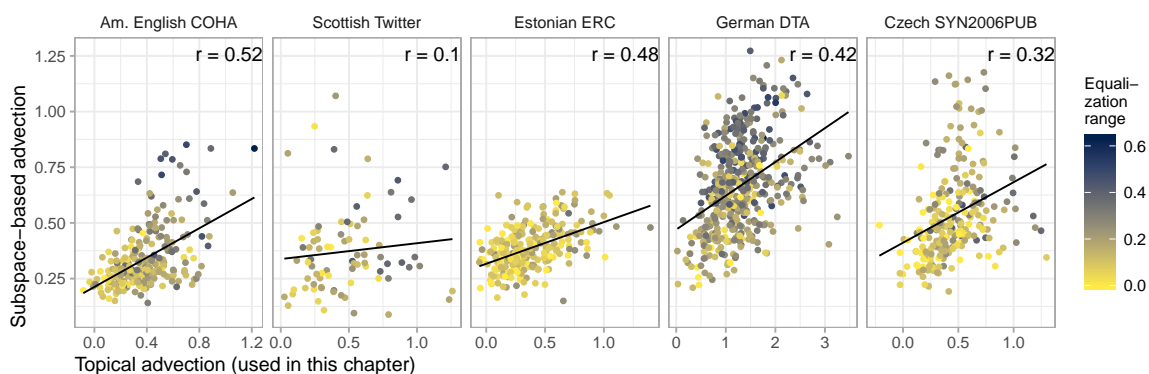 Am. English COHA
Scottish Twitter
Estonian ERC
German DTA
Czech SYN2006PUB
r = 0.52
r = 0.1
r = 0.48
r = 0.42
r = 0.32
Subspace−based advection
1.25
1.00
0.75
0.50
0.25
0.0 0.4 0.8 1.2
0.0 0.5 1.0
0.0 0.5 1.0
0 1 2 3
0.0 0.5 1.0
Topical advection (used in this chapter)
Equali−
zation
range
0.6
0.4
0.2
0.0